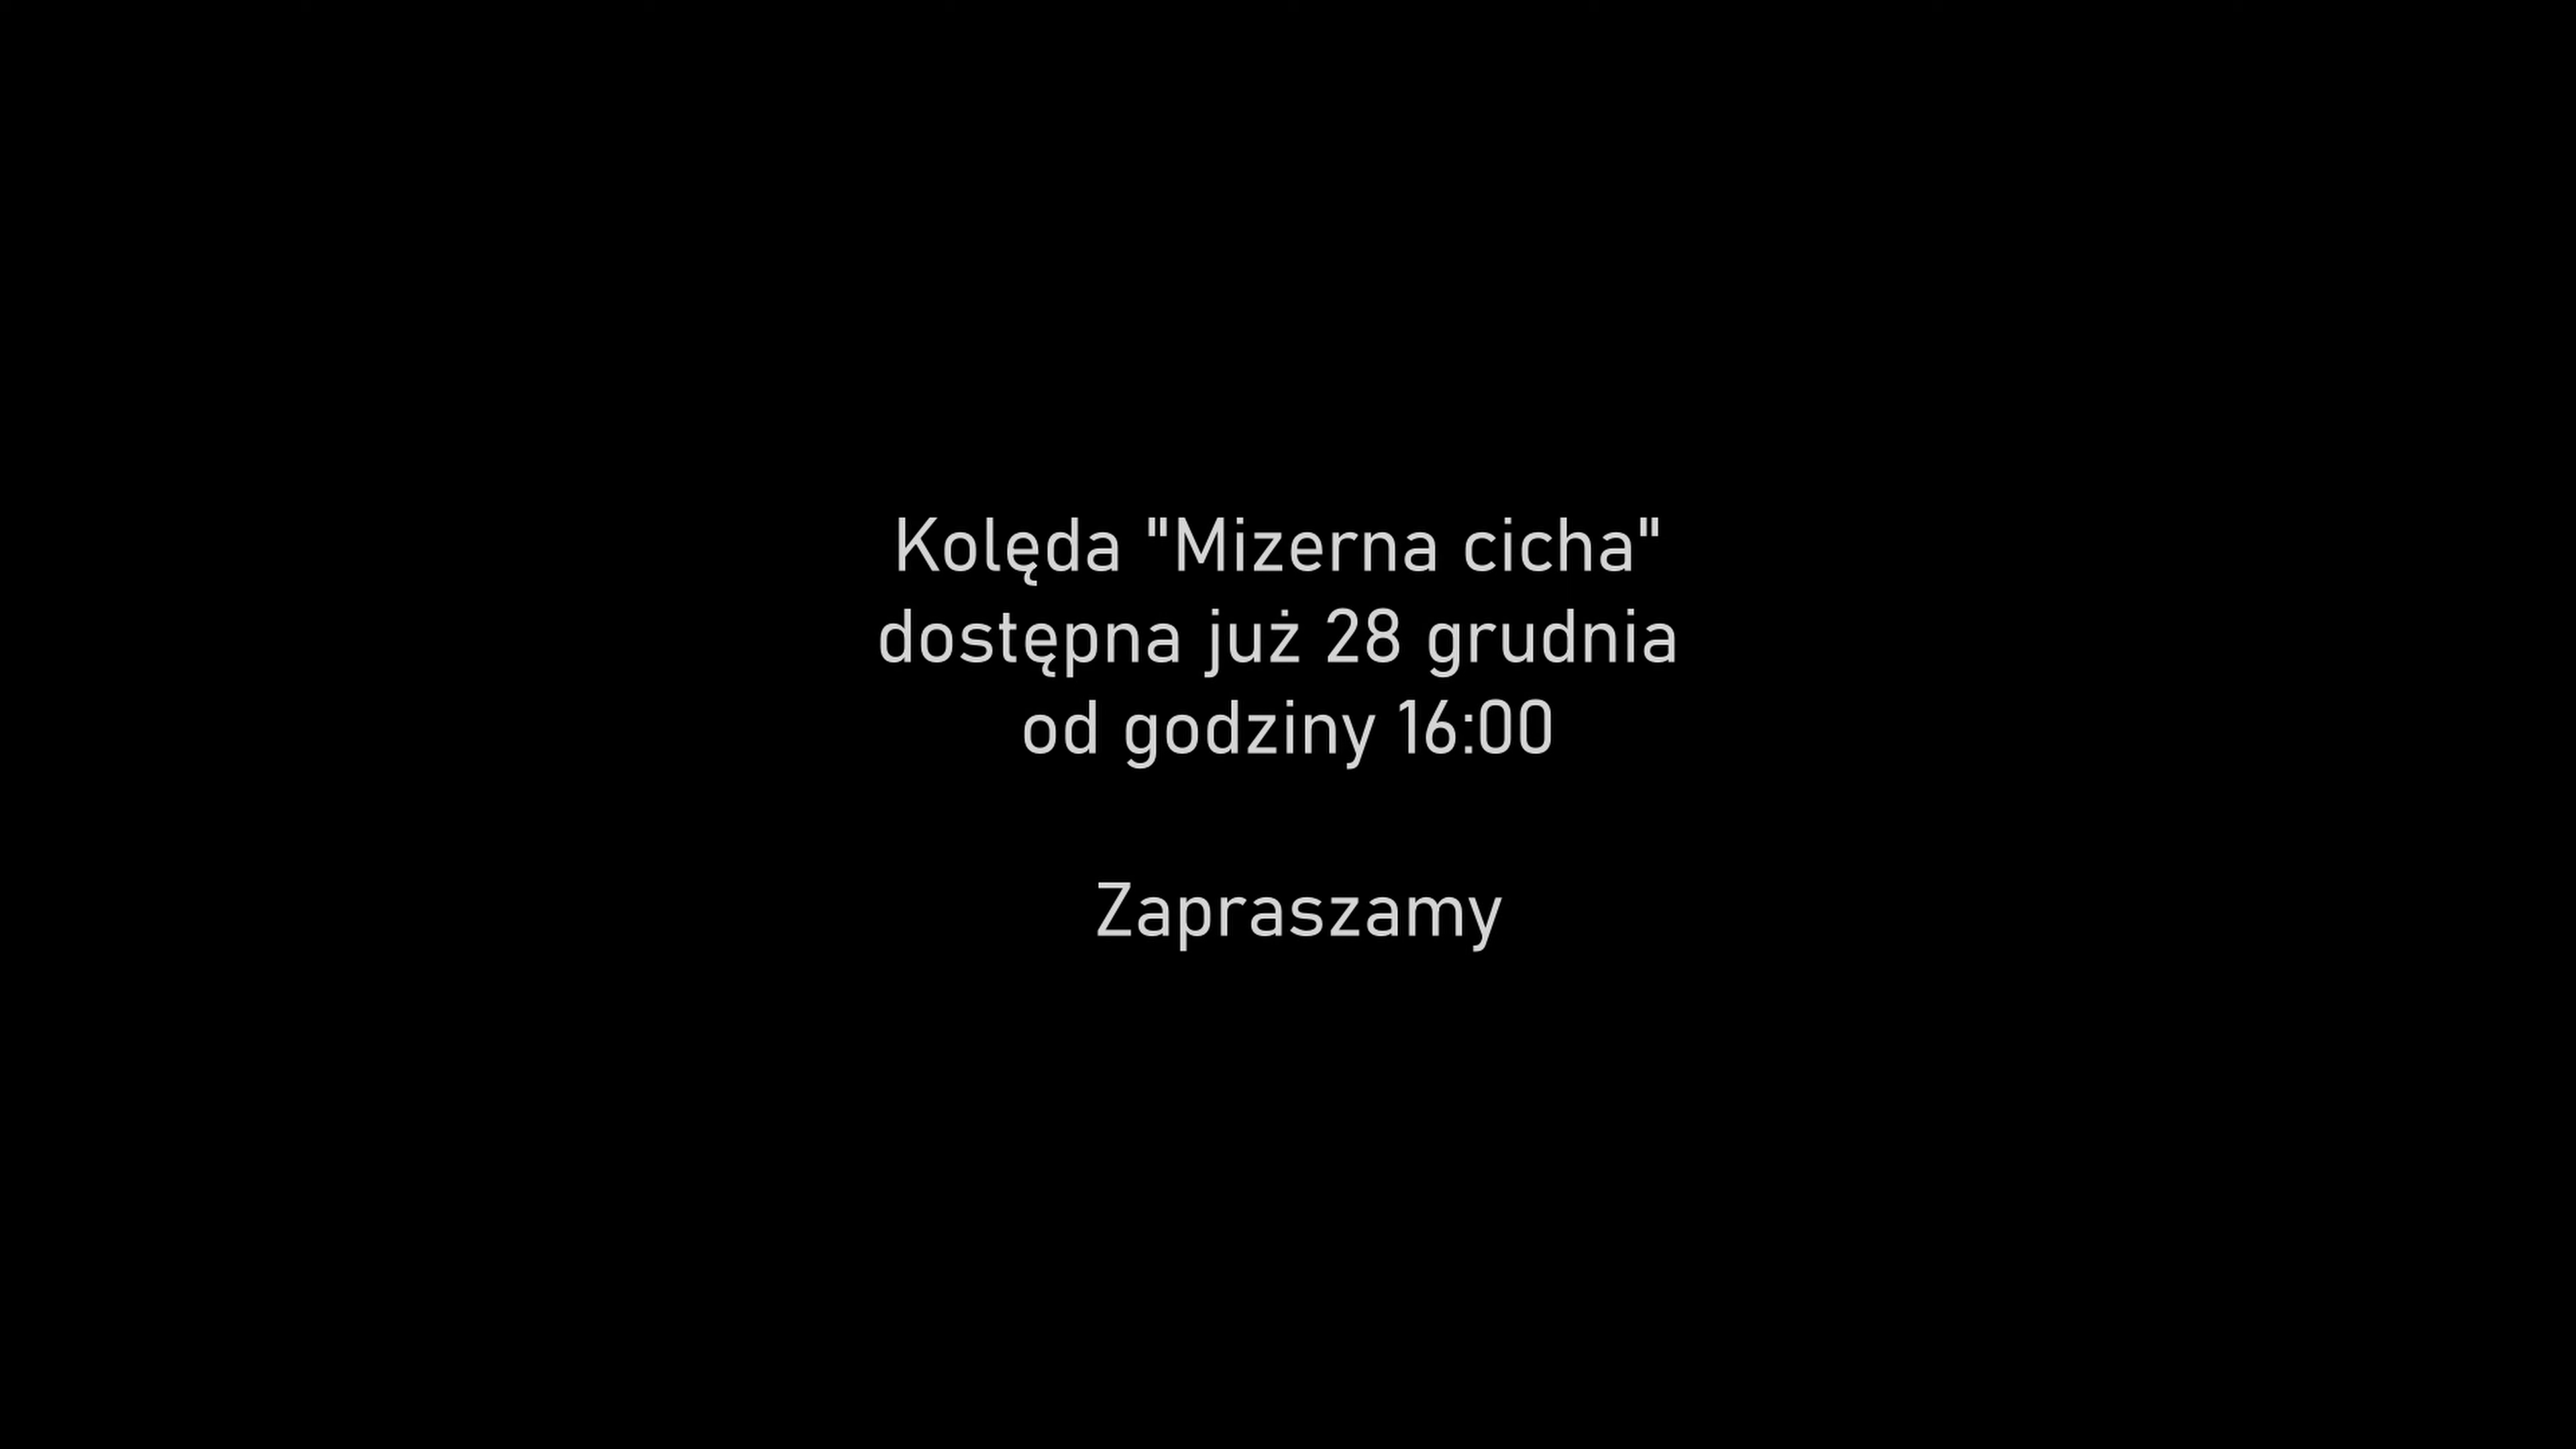 Kolęda "Mizerna cicha"
dostępna już 28 grudnia
od godziny 16:00
Zapraszamy